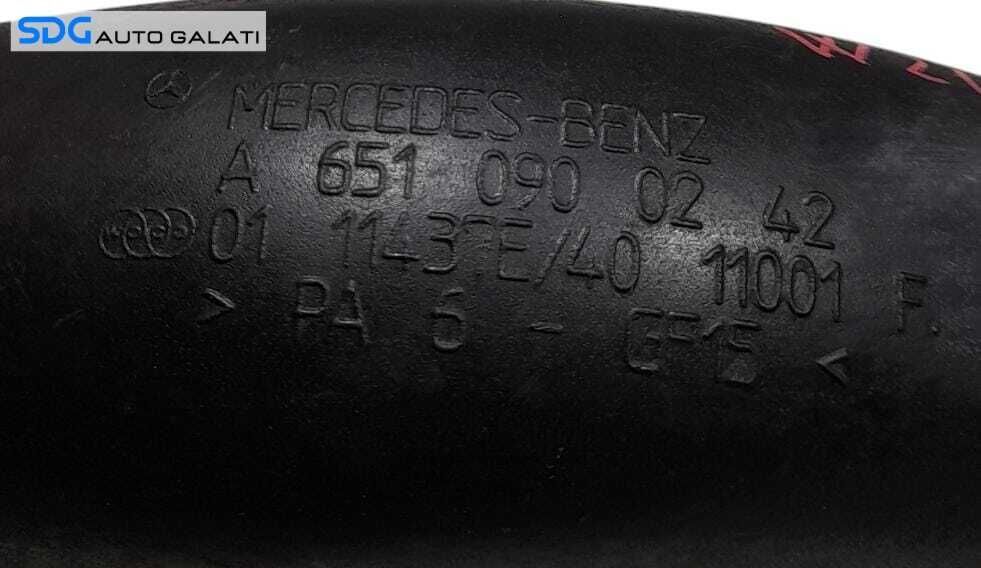 SDG AUTO GALATI
MERCEDES-BENZ
A 651 090 02 42
01 11437E/40 11001 F.
> PA 6 - GF15 <